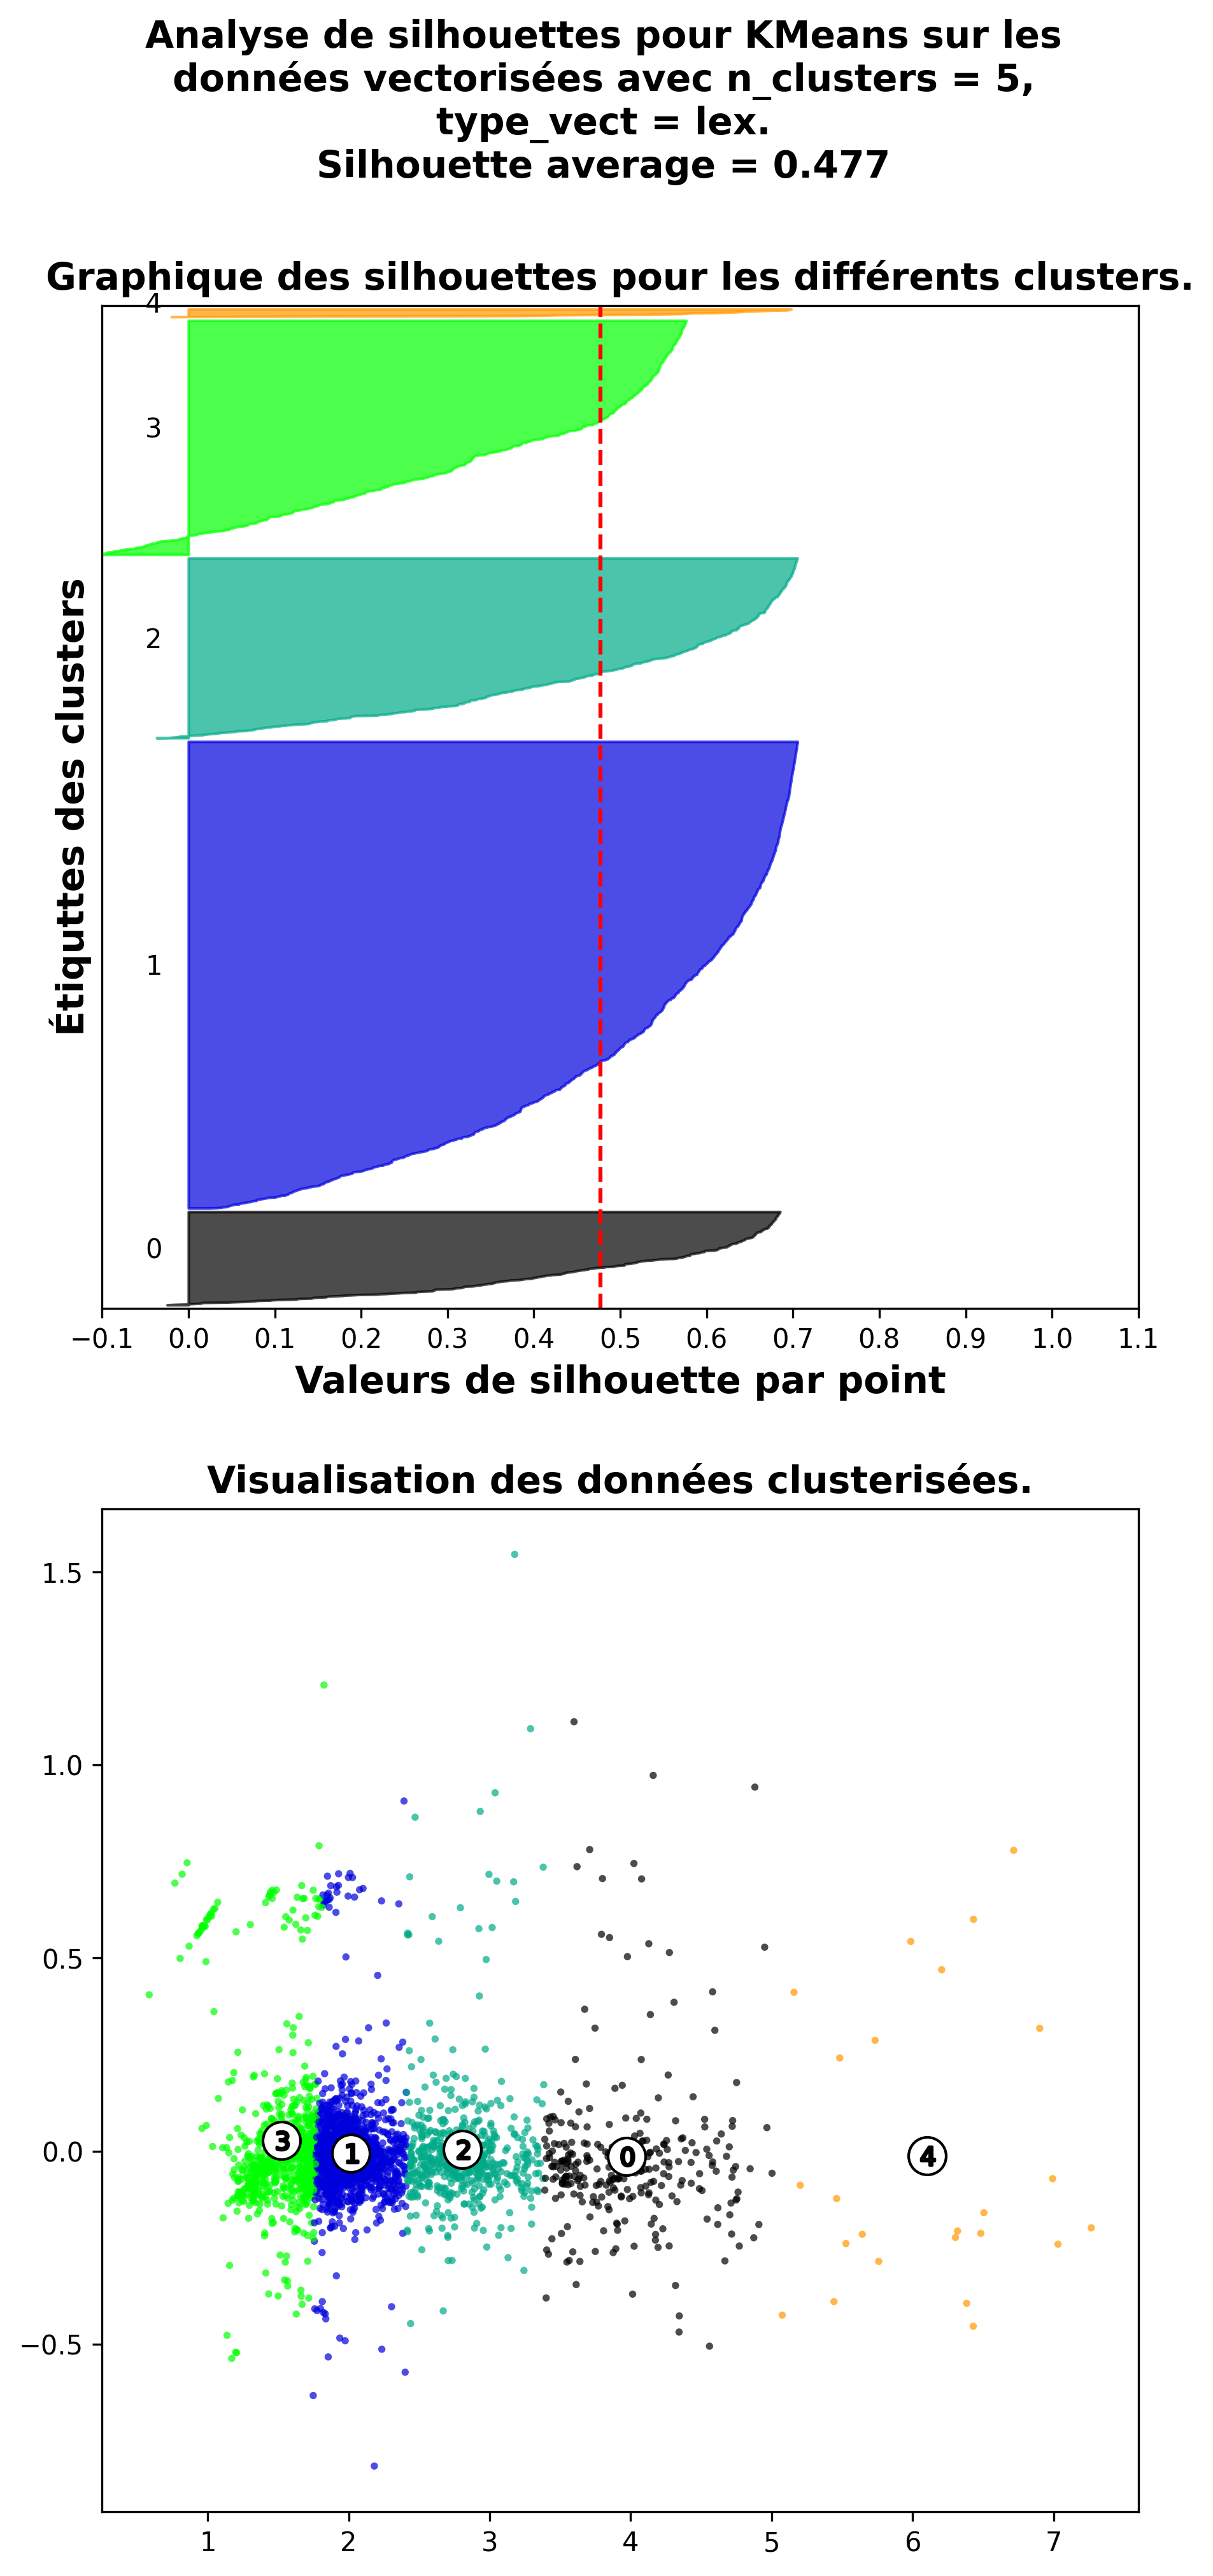 Analyse de silhouettes pour KMeans sur les
données vectorisées avec n_clusters = 5,
type_vect = lex.
Silhouette average = 0.477
Graphique des silhouettes pour les différents clusters.
4
3
2
1
0
Étiquttes des clusters
−0.1 0.0 0.1 0.2 0.3 0.4 0.5 0.6 0.7 0.8 0.9 1.0 1.1
Valeurs de silhouette par point
Visualisation des données clusterisées.
1.5
1.0
0.5
0.0
−0.5
3 1 2 0 4
1 2 3 4 5 6 7